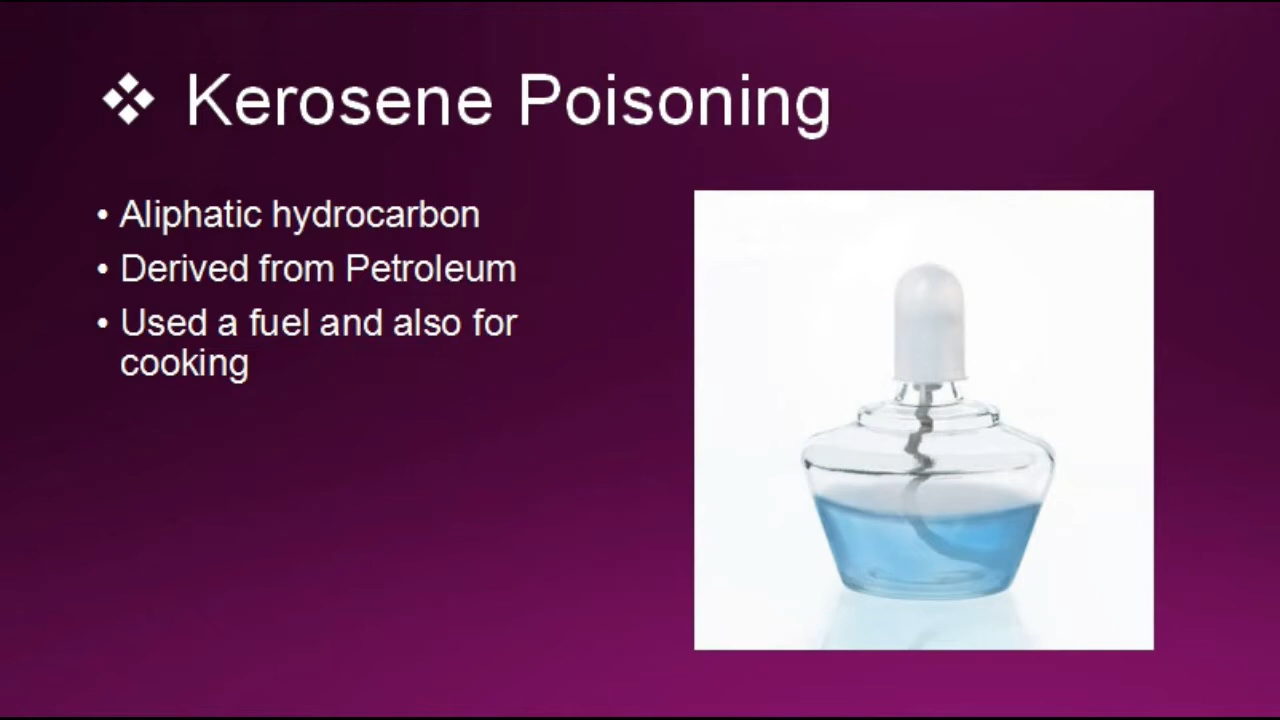 ❖ Kerosene Poisoning
• Aliphatic hydrocarbon
• Derived from Petroleum
• Used a fuel and also for
cooking